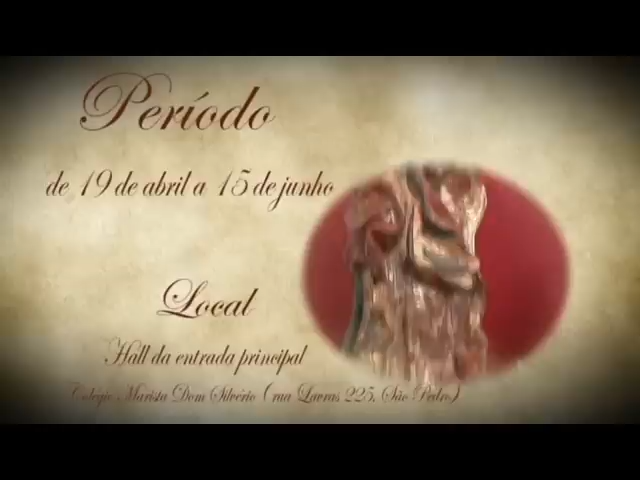 Período
de 19 de abril a 15 de junho
Local
Hall da entrada principal
Colégio Marista Dom Silvério (rua Lavras 225, São Pedro)